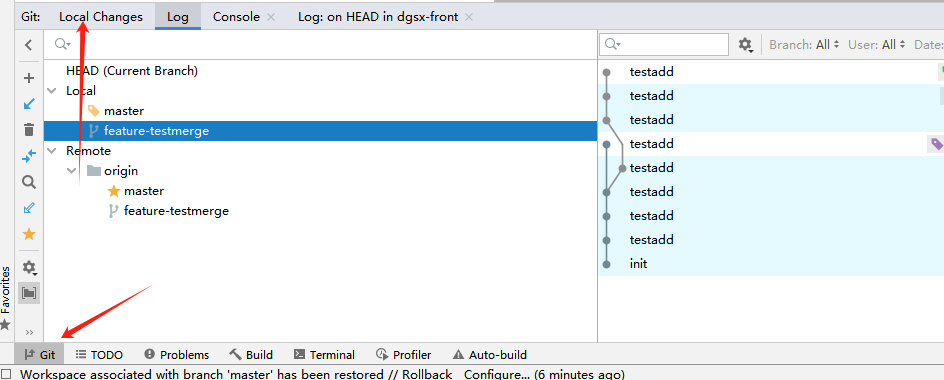 Git: Local Changes Log Console × Log: on HEAD in dgsx-front ×
Branch: All User: All Date:
HEAD (Current Branch)
Local
master
feature-testmerge
Remote
origin
master
feature-testmerge
testadd
testadd
testadd
testadd
testadd
testadd
testadd
testadd
init
Favorites
Git TODO Problems Build Terminal Profiler Auto-build
Workspace associated with branch 'master' has been restored // Rollback Configure... (6 minutes ago)